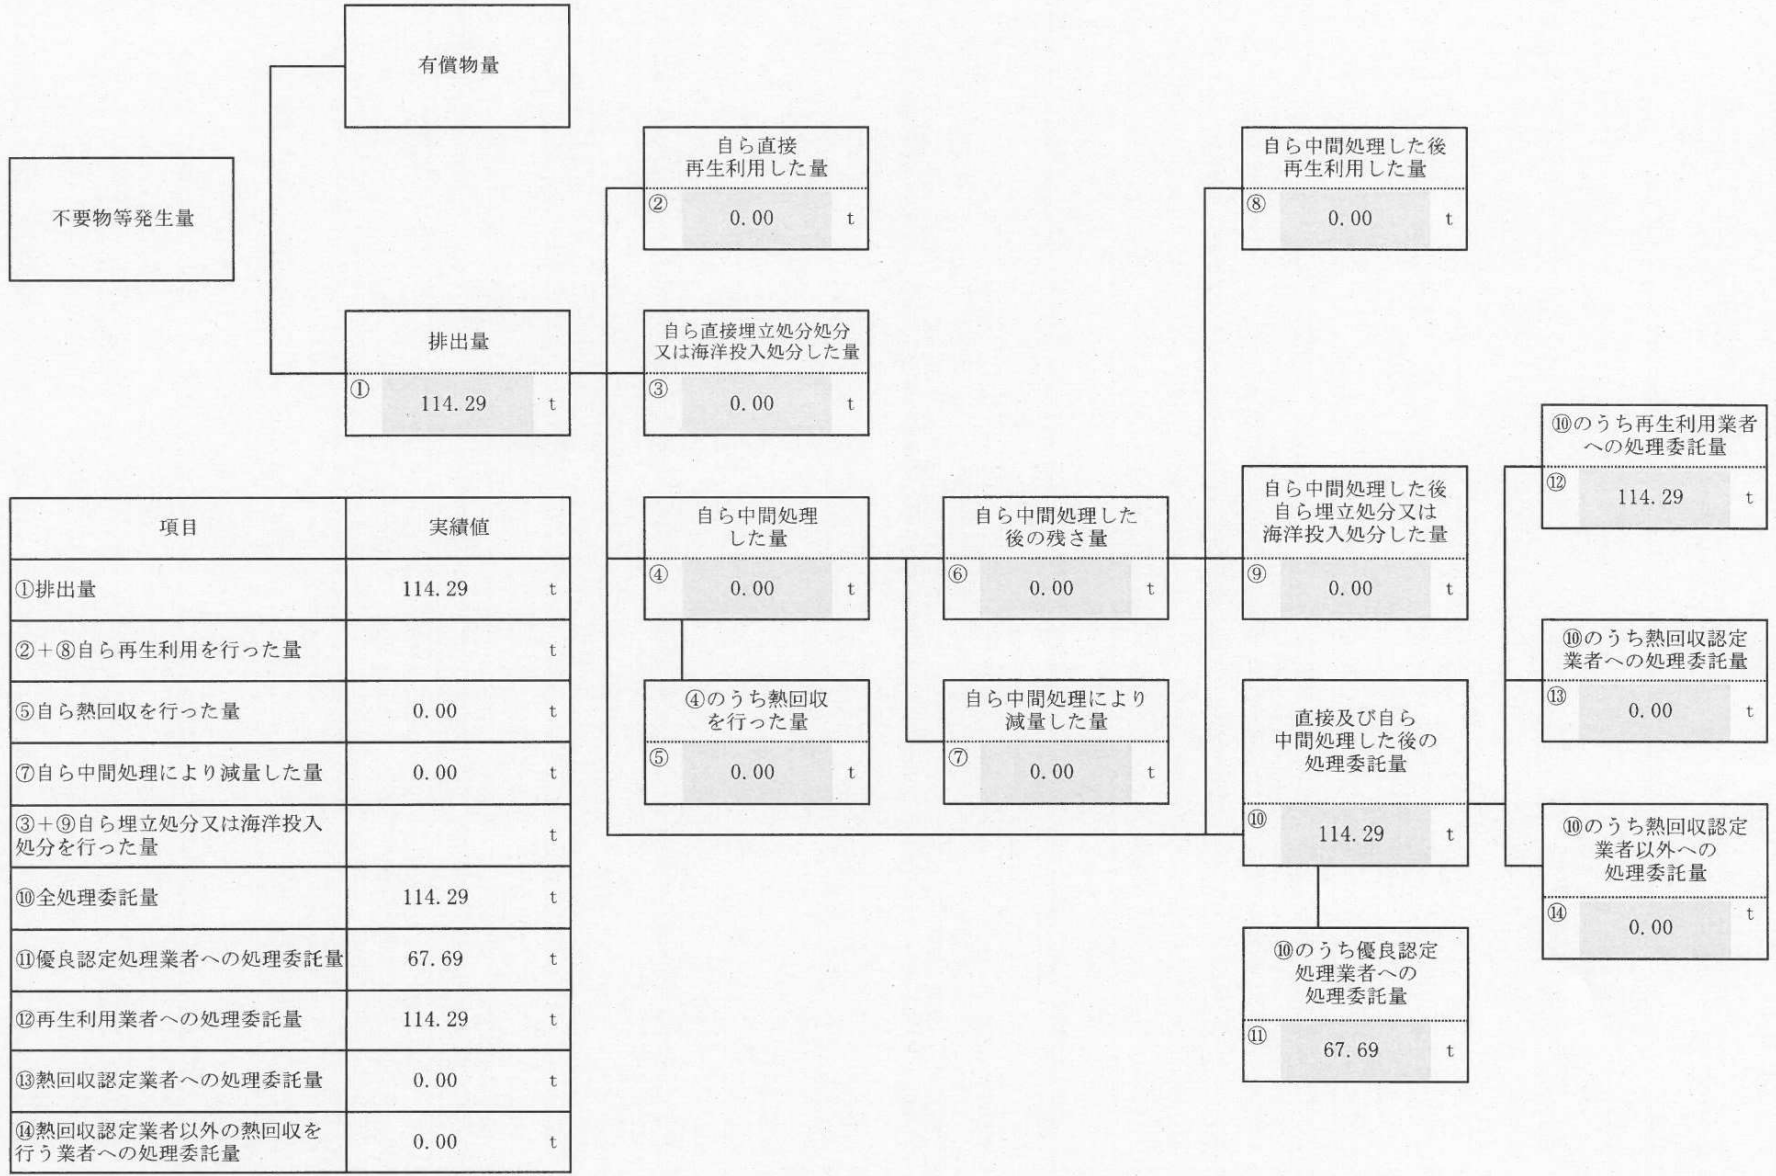 有償物量
不要物等発生量
排出量
① 114.29 t
自ら直接
再生利用した量
② 0.00 t
自ら直接埋立処分処分
又は海洋投入処分した量
③ 0.00 t
自ら中間処理
した量
④ 0.00 t
④のうち熱回収
を行った量
⑤ 0.00 t
自ら中間処理した
後の残さ量
⑥ 0.00 t
自ら中間処理により
減量した量
⑦ 0.00 t
自ら中間処理した後
再生利用した量
⑧ 0.00 t
自ら中間処理した後
自ら埋立処分又は
海洋投入処分した量
⑨ 0.00 t
直接及び自ら
中間処理した後の
処理委託量
⑩ 114.29 t
⑩のうち優良認定
処理業者への
処理委託量
⑪ 67.69 t
⑩のうち再生利用業者
への処理委託量
⑫ 114.29 t
⑩のうち熱回収認定
業者への処理委託量
⑬ 0.00 t
⑩のうち熱回収認定
業者以外への
処理委託量
⑭ 0.00 t
項目 実績値
①排出量 114.29 t
②+⑧自ら再生利用を行った量 t
⑤自ら熱回収を行った量 0.00 t
⑦自ら中間処理により減量した量 0.00 t
③+⑨自ら埋立処分又は海洋投入
処分を行った量 t
⑩全処理委託量 114.29 t
⑪優良認定処理業者への処理委託量 67.69 t
⑫再生利用業者への処理委託量 114.29 t
⑬熱回収認定業者への処理委託量 0.00 t
⑭熱回収認定業者以外の熱回収を
行う業者への処理委託量 0.00 t